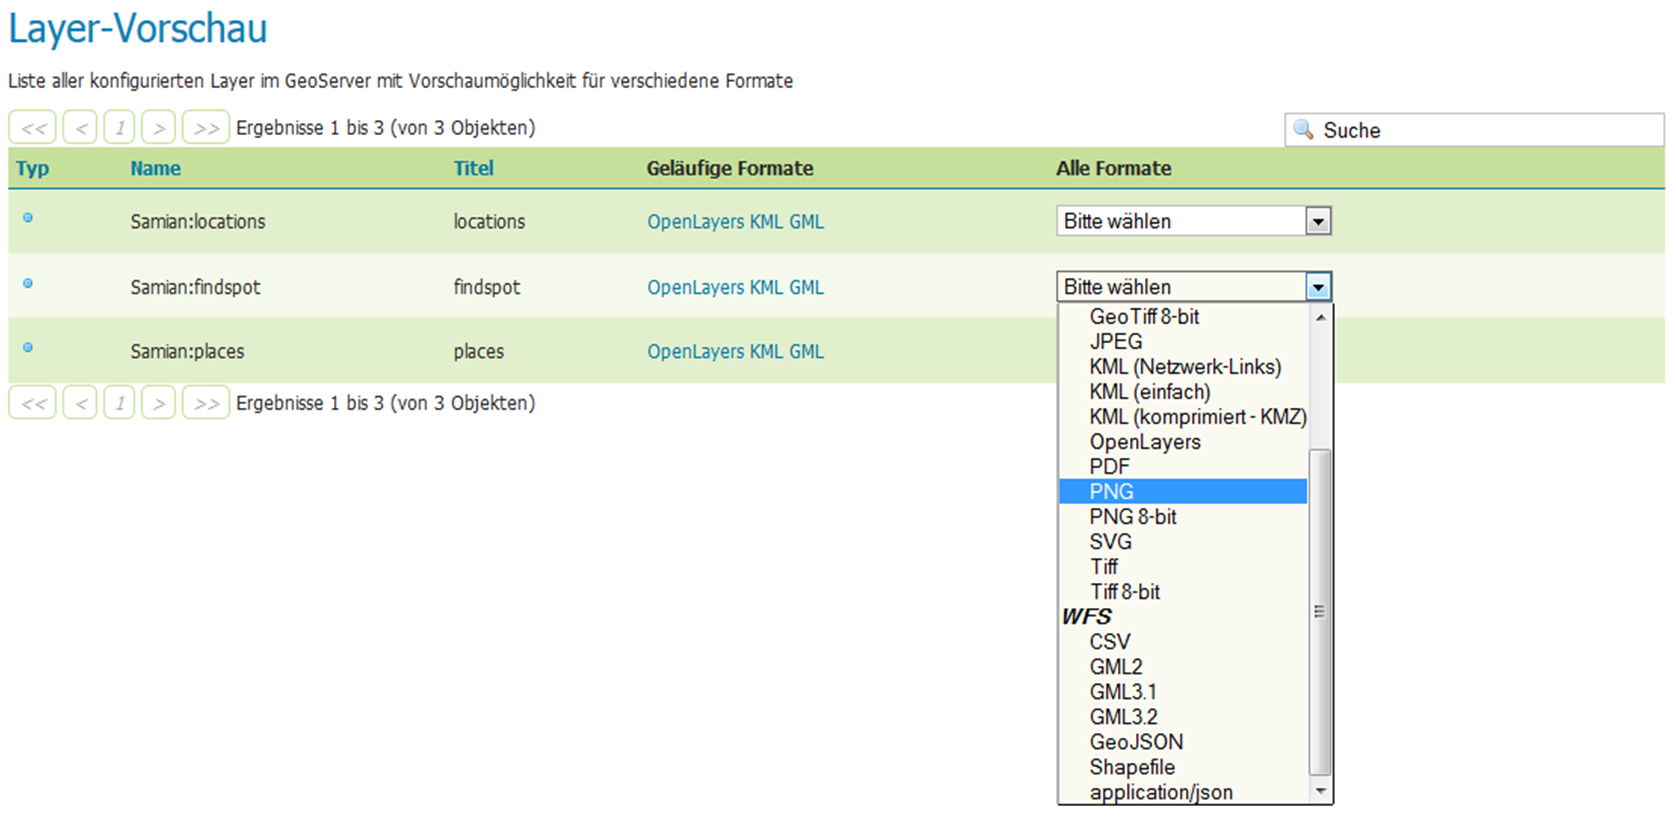 Layer-Vorschau
Liste aller konfigurierten Layer im GeoServer mit Vorschaumöglichkeit für verschiedene Formate
<< < 1 > >> Ergebnisse 1 bis 3 (von 3 Objekten) Suche
Typ Name Titel Geläufige Formate Alle Formate
Samian:locations locations OpenLayers KML GML Bitte wählen
Samian:findspot findspot OpenLayers KML GML Bitte wählen
Samian:places places OpenLayers KML GML
<< < 1 > >> Ergebnisse 1 bis 3 (von 3 Objekten)
GeoTiff 8-bit
JPEG
KML (Netzwerk-Links)
KML (einfach)
KML (komprimiert - KMZ)
OpenLayers
PDF
PNG
PNG 8-bit
SVG
Tiff
Tiff 8-bit
WFS
CSV
GML2
GML3.1
GML3.2
GeoJSON
Shapefile
application/json